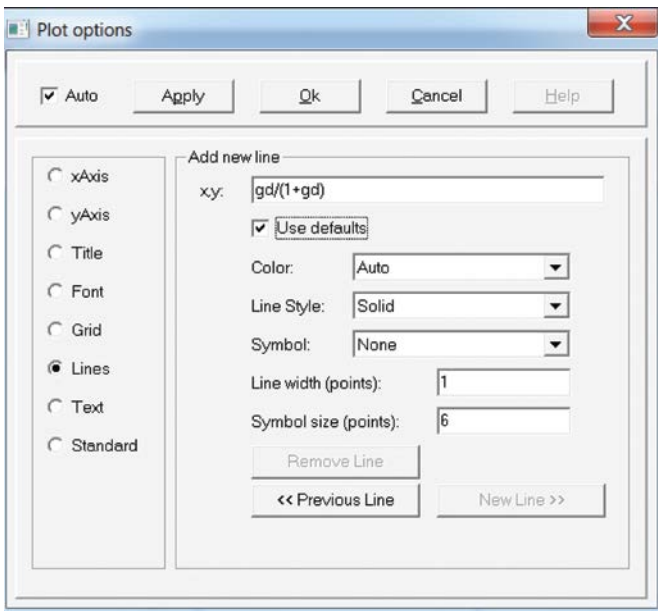 Plot options
Auto
Apply
Ok
Cancel
Help
xAxis
yAxis
Title
Font
Grid
Lines
Text
Standard
Add new line
x,y: gd/(1+gd)
Use defaults
Color: Auto
Line Style: Solid
Symbol: None
Line width (points): 1
Symbol size (points): 6
Remove Line
<< Previous Line
New Line >>